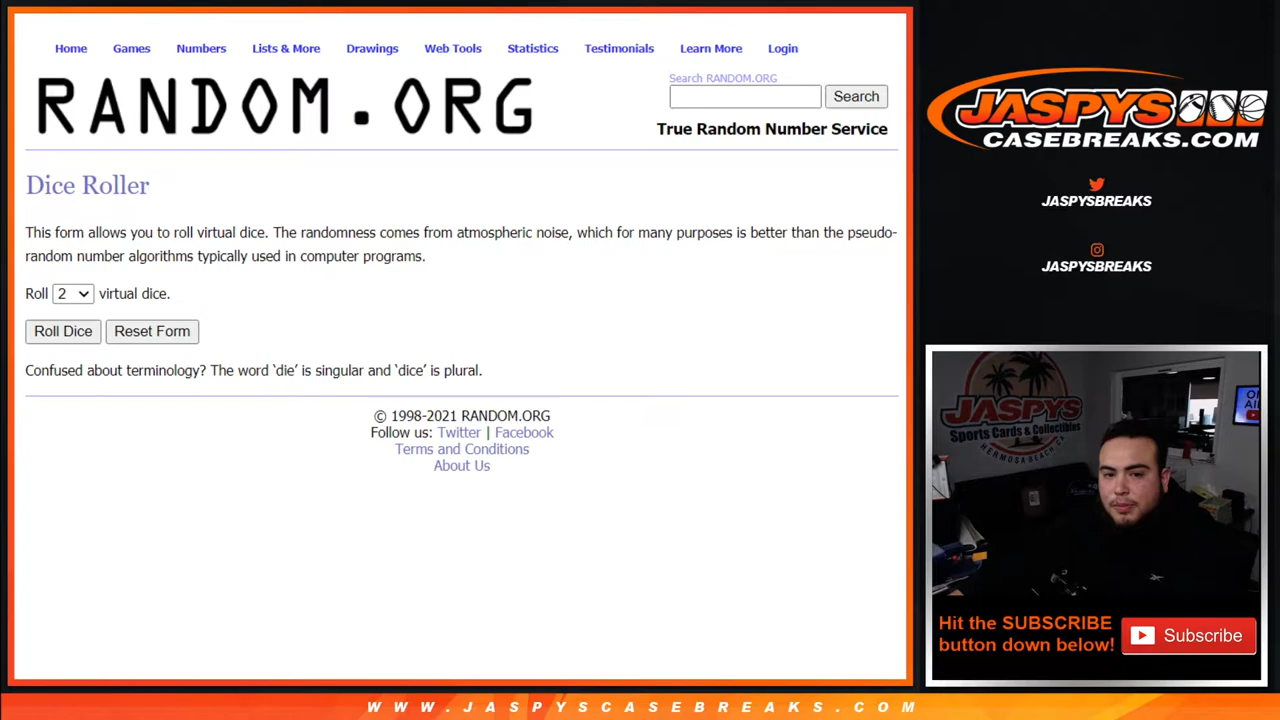 Home Games Numbers Lists & More Drawings Web Tools Statistics Testimonials Learn More Login
RANDOM.ORG
Search RANDOM.ORG
Search
True Random Number Service
Dice Roller
This form allows you to roll virtual dice. The randomness comes from atmospheric noise, which for many purposes is better than the pseudo-
random number algorithms typically used in computer programs.
Roll 2 virtual dice.
Roll Dice Reset Form
Confused about terminology? The word ‘die’ is singular and ‘dice’ is plural.
© 1998-2021 RANDOM.ORG
Follow us: Twitter | Facebook
Terms and Conditions
About Us
JASPYS
CASEBREAKS.COM
JASPYSBREAKS
JASPYSBREAKS
JASPYS
Sports Cards & Collectibles
HERMOSA BEACH, CA
Hit the SUBSCRIBE
button down below!
Subscribe
WWW.JASPYSCASEBREAKS.COM